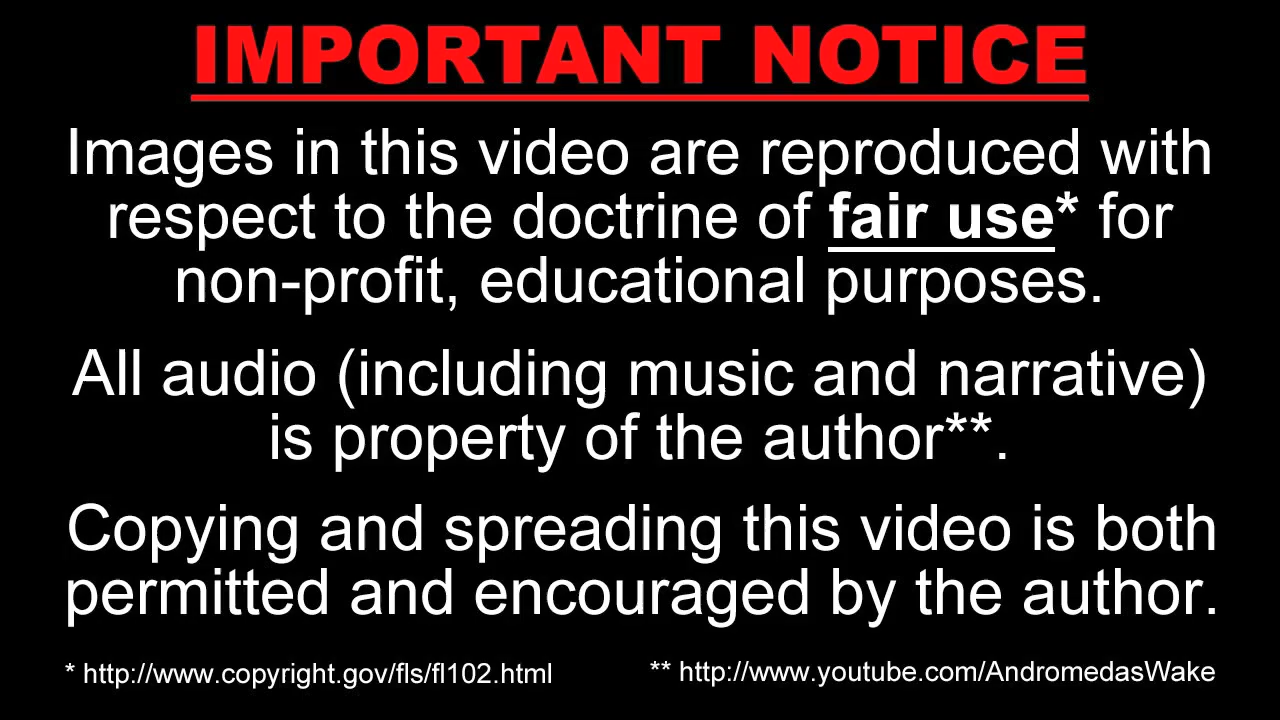 IMPORTANT NOTICE
Images in this video are reproduced with
respect to the doctrine of fair use* for
non-profit, educational purposes.
All audio (including music and narrative)
is property of the author**.
Copying and spreading this video is both
permitted and encouraged by the author.
* http://www.copyright.gov/fls/fl102.html
** http://www.youtube.com/AndromedasWake